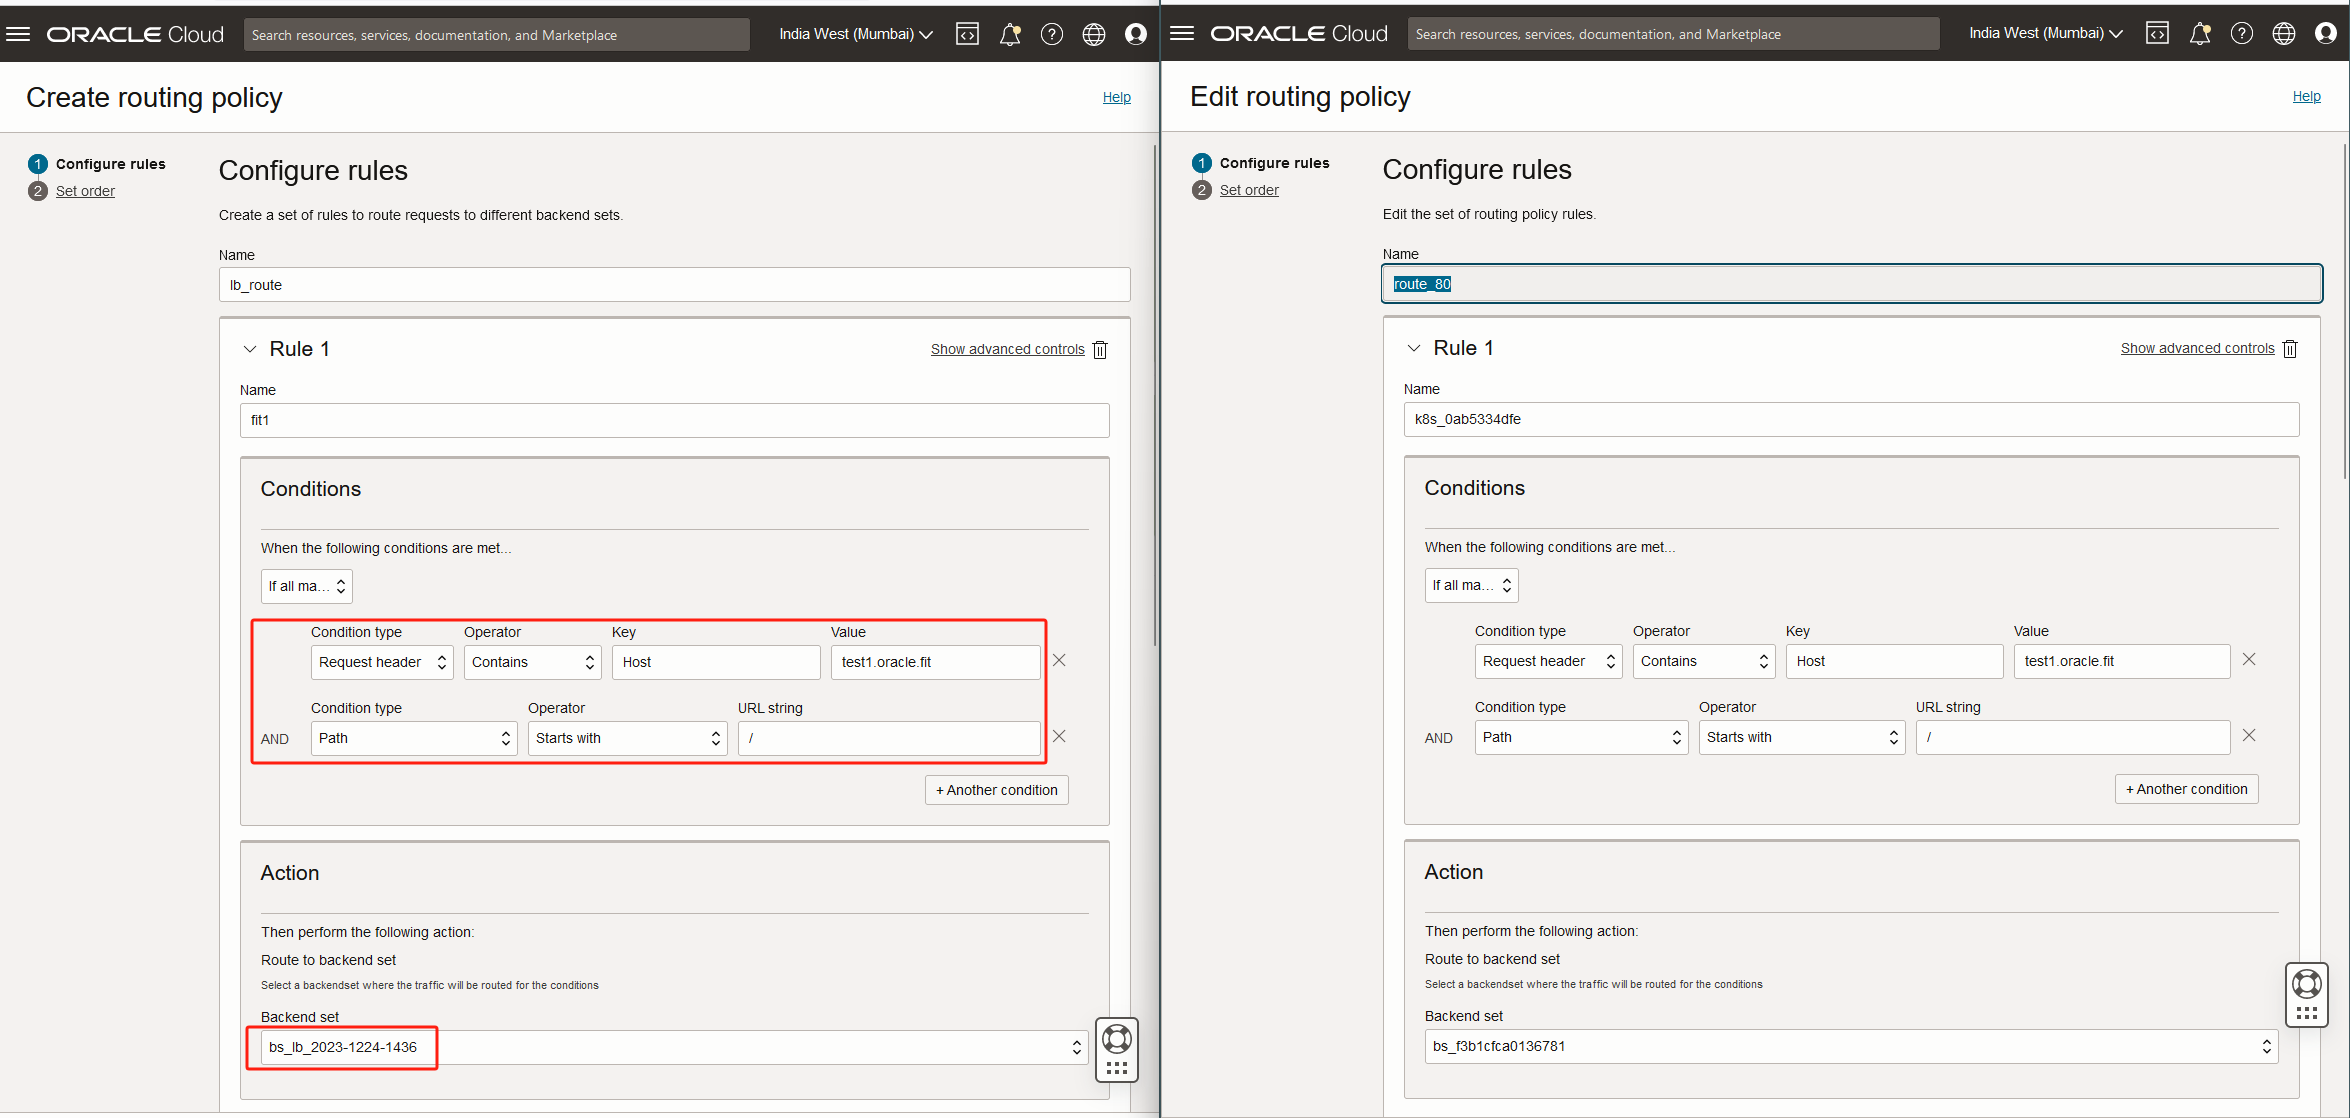 ORACLE Cloud
Search resources, services, documentation, and Marketplace
India West (Mumbai)
Create routing policy
Help
1 Configure rules
2 Set order
Configure rules
Create a set of rules to route requests to different backend sets.
Name
lb_route
Rule 1
Show advanced controls
Name
fit1
Conditions
When the following conditions are met...
If all ma...
Condition type Operator Key Value
Request header Contains Host test1.oracle.fit
Condition type Operator URL string
AND Path Starts with /
+ Another condition
Action
Then perform the following action:
Route to backend set
Select a backendset where the traffic will be routed for the conditions
Backend set
bs_lb_2023-1224-1436
ORACLE Cloud
Search resources, services, documentation, and Marketplace
India West (Mumbai)
Edit routing policy
Help
1 Configure rules
2 Set order
Configure rules
Edit the set of routing policy rules.
Name
route_80
Rule 1
Show advanced controls
Name
k8s_0ab5334dfe
Conditions
When the following conditions are met...
If all ma...
Condition type Operator Key Value
Request header Contains Host test1.oracle.fit
Condition type Operator URL string
AND Path Starts with /
+ Another condition
Action
Then perform the following action:
Route to backend set
Select a backendset where the traffic will be routed for the conditions
Backend set
bs_f3b1cfca0136781